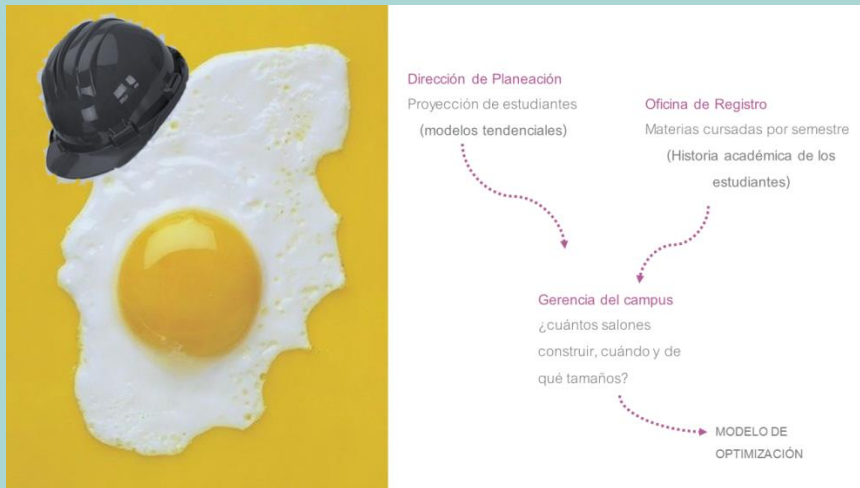 Dirección de Planeación
Proyección de estudiantes
(modelos tendenciales)
Oficina de Registro
Materias cursadas por semestre
(Historia académica de los
estudiantes)
Gerencia del campus
¿cuántos salones
construir, cuándo y de
qué tamaños?
MODELO DE
OPTIMIZACIÓN